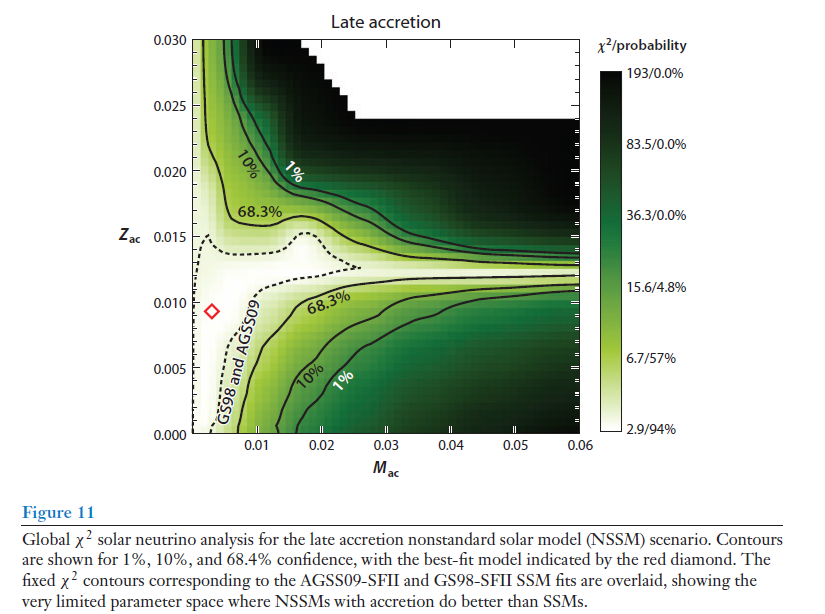 Late accretion
χ²/probability
0.030
0.025
0.020
0.015
0.010
0.005
0.000
Zac
10%
1%
68.3%
68.3%
10%
1%
GS98 and AGSS09
0.01
0.02
0.03
0.04
0.05
0.06
Mac
193/0.0%
83.5/0.0%
36.3/0.0%
15.6/4.8%
6.7/57%
2.9/94%
Figure 11
Global χ² solar neutrino analysis for the late accretion nonstandard solar model (NSSM) scenario. Contours
are shown for 1%, 10%, and 68.4% confidence, with the best-fit model indicated by the red diamond. The
fixed χ² contours corresponding to the AGSS09-SFII and GS98-SFII SSM fits are overlaid, showing the
very limited parameter space where NSSMs with accretion do better than SSMs.